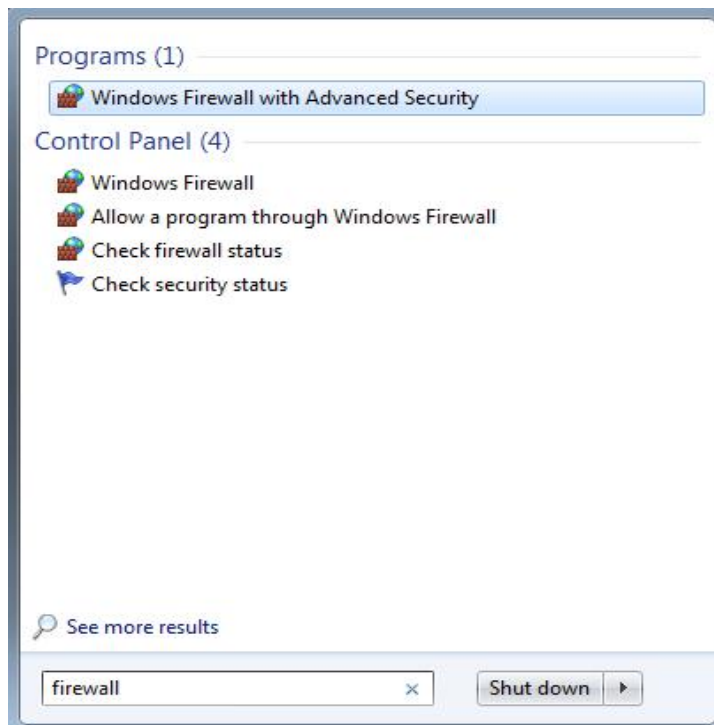 Programs (1)
Windows Firewall with Advanced Security
Control Panel (4)
Windows Firewall
Allow a program through Windows Firewall
Check firewall status
Check security status
See more results
firewall
Shut down